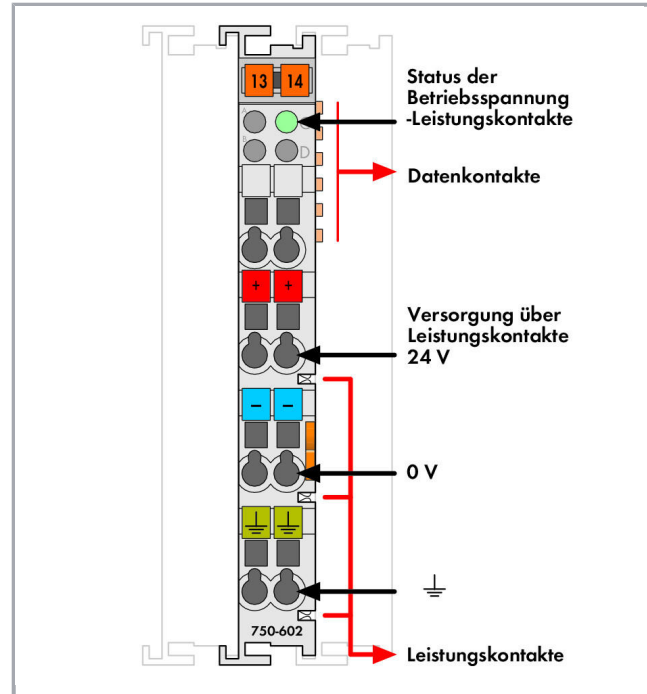 13 14
A C
B D
Status der
Betriebsspannung
-Leistungskontakte
Datenkontakte
+ +
Versorgung über
Leistungskontakte
24 V
– –
0 V
750-602
Leistungskontakte